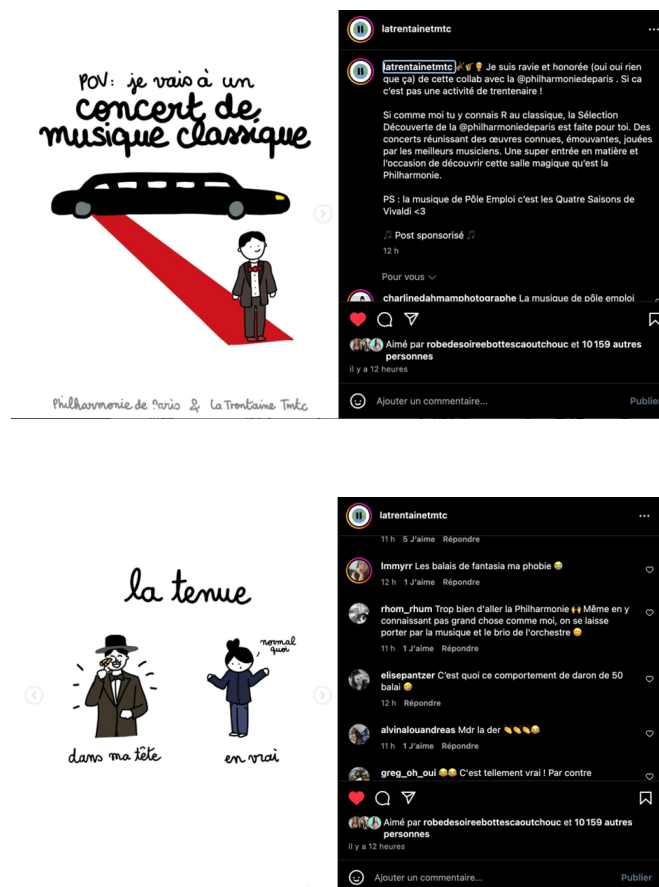 POV: je vais à un
concert de
musique classique
Philharmonie de Paris & La Trentaine Tmtc
latrentainetmtc
latrentainetmtc🎻🎷💡 Je suis ravie et honorée (oui oui rien
que ça) de cette collab avec la @philharmoniedeparis . Si ca
c'est pas une activité de trentenaire !
Si comme moi tu y connais R au classique, la Sélection
Découverte de la @philharmoniedeparis est faite pour toi. Des
concerts réunissant des œuvres connues, émouvantes, jouées
par les meilleurs musiciens. Une super entrée en matière et
l'occasion de découvrir cette salle magique qu'est la
Philharmonie.
PS : la musique de Pôle Emploi c'est les Quatre Saisons de
Vivaldi <3
🎵 Post sponsorisé 🎵
12 h
Pour vous
charlinedahmamphotographe La musique de pôle emploi
Aimé par robedesoireebottescaoutchouc et 10 159 autres
personnes
il y a 12 heures
Ajouter un commentaire...
Publier
la tenue
normal
quoi
dans ma tête
en vrai
latrentainetmtc
11 h 5 J'aime Répondre
lmmyrr Les balais de fantasia ma phobie 😂
12 h 1 J'aime Répondre
rhom_rhum Trop bien d'aller la Philharmonie 🙌 Même en y
connaissant pas grand chose comme moi, on se laisse
porter par la musique et le brio de l'orchestre 😊
11 h 1 J'aime Répondre
elisepantzer C'est quoi ce comportement de daron de 50
balai 🤣
12 h Répondre
alvinalouandreas Mdr la der 👏👏👏😂
11 h 1 J'aime Répondre
greg_oh_oui 😂😂 C'est tellement vrai ! Par contre
Aimé par robedesoireebottescaoutchouc et 10 159 autres
personnes
il y a 12 heures
Ajouter un commentaire...
Publier